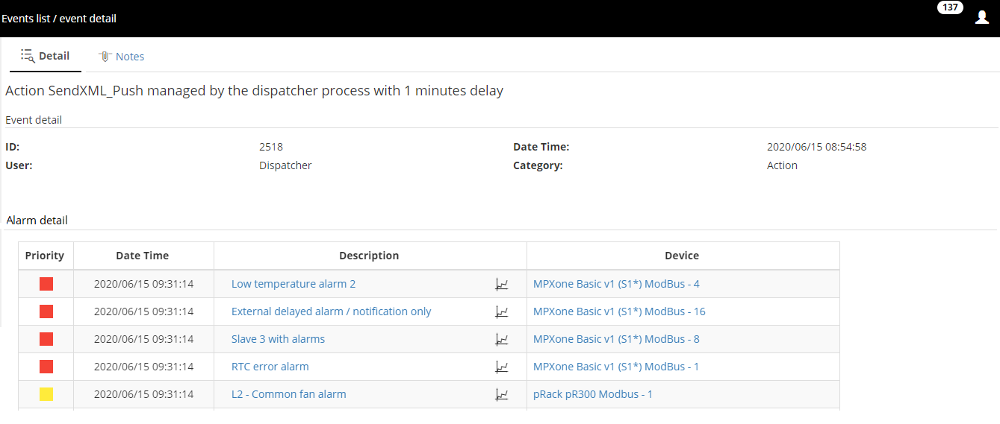 137
Events list / event detail
Detail Notes
Action SendXML_Push managed by the dispatcher process with 1 minutes delay
Event detail
ID: 2518 Date Time: 2020/06/15 08:54:58
User: Dispatcher Category: Action
Alarm detail
Priority Date Time Description Device
2020/06/15 09:31:14 Low temperature alarm 2 MPXone Basic v1 (S1*) ModBus - 4
2020/06/15 09:31:14 External delayed alarm / notification only MPXone Basic v1 (S1*) ModBus - 16
2020/06/15 09:31:14 Slave 3 with alarms MPXone Basic v1 (S1*) ModBus - 8
2020/06/15 09:31:14 RTC error alarm MPXone Basic v1 (S1*) ModBus - 1
2020/06/15 09:31:14 L2 - Common fan alarm pRack pR300 Modbus - 1